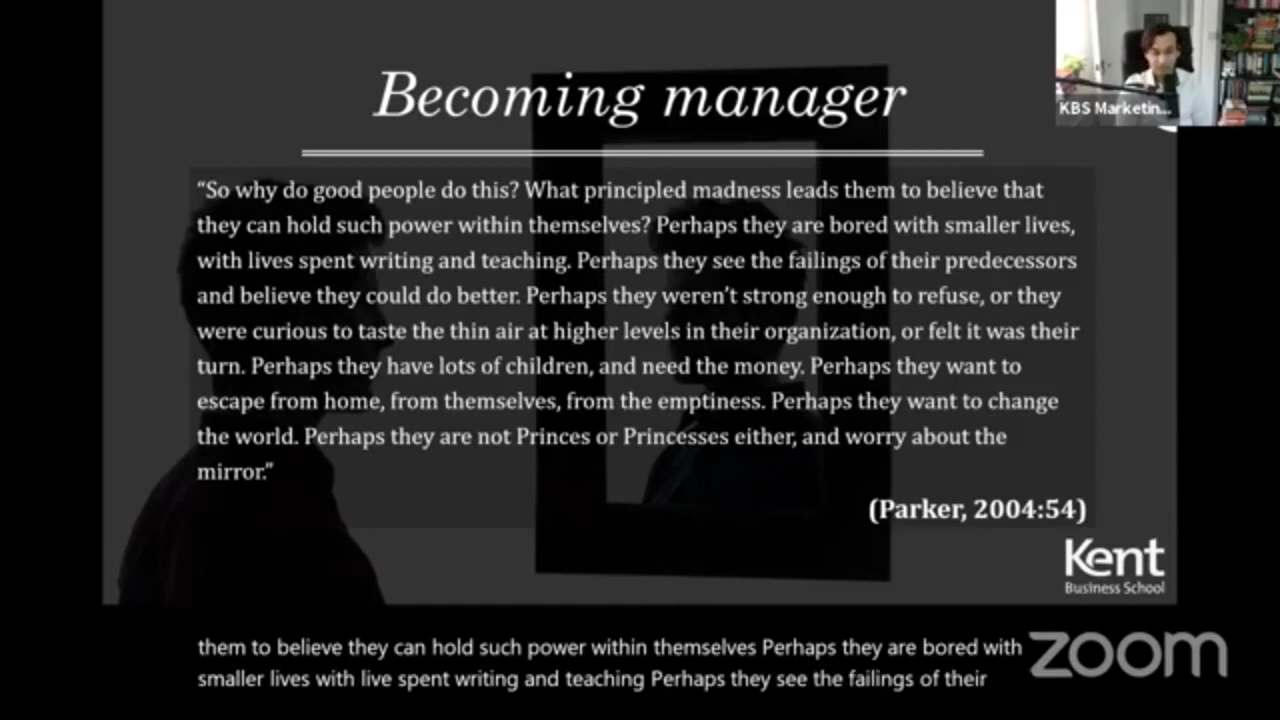 Becoming manager
KBS Marketin...
“So why do good people do this? What principled madness leads them to believe that
they can hold such power within themselves? Perhaps they are bored with smaller lives,
with lives spent writing and teaching. Perhaps they see the failings of their predecessors
and believe they could do better. Perhaps they weren’t strong enough to refuse, or they
were curious to taste the thin air at higher levels in their organization, or felt it was their
turn. Perhaps they have lots of children, and need the money. Perhaps they want to
escape from home, from themselves, from the emptiness. Perhaps they want to change
the world. Perhaps they are not Princes or Princesses either, and worry about the
mirror.”
(Parker, 2004:54)
Kent
Business School
them to believe they can hold such power within themselves Perhaps they are bored with
smaller lives with live spent writing and teaching Perhaps they see the failings of their
zoom